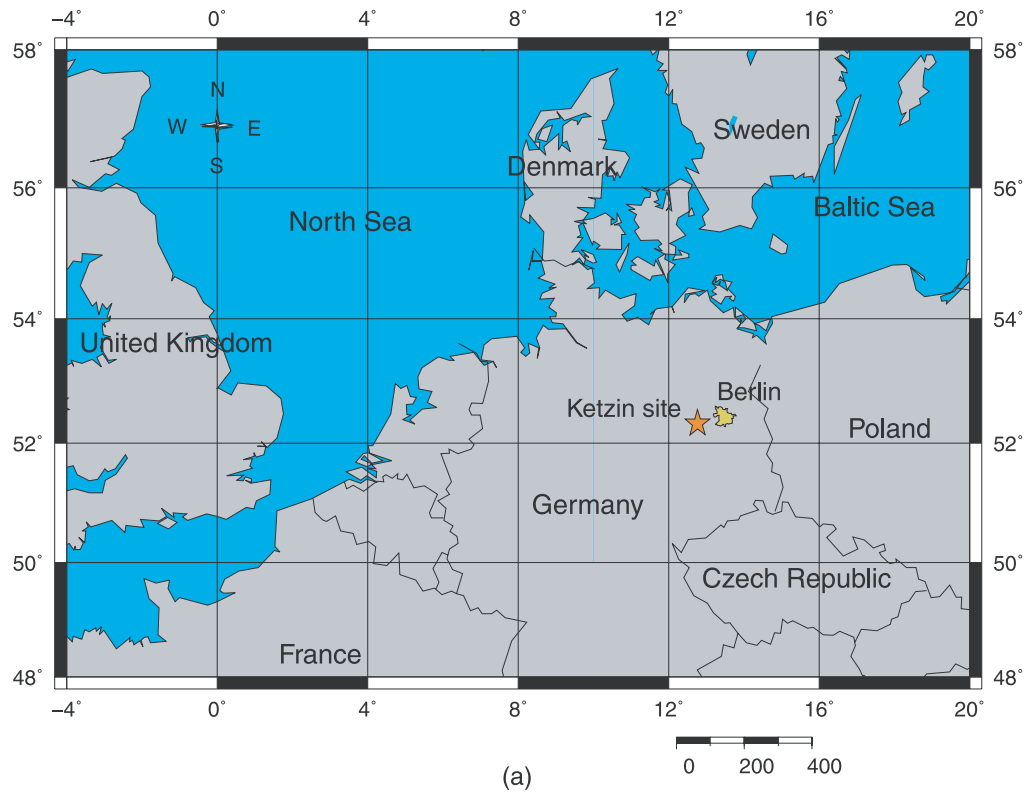 −4° 0° 4° 8° 12° 16° 20°
58° 58°
N
W E
S
Sweden
Denmark
56° 56°
Baltic Sea
North Sea
54° 54°
United Kingdom
Berlin
Ketzin site
Poland
52° 52°
Germany
50° 50°
Czech Republic
France
48° 48°
−4° 0° 4° 8° 12° 16° 20°
0 200 400
(a)